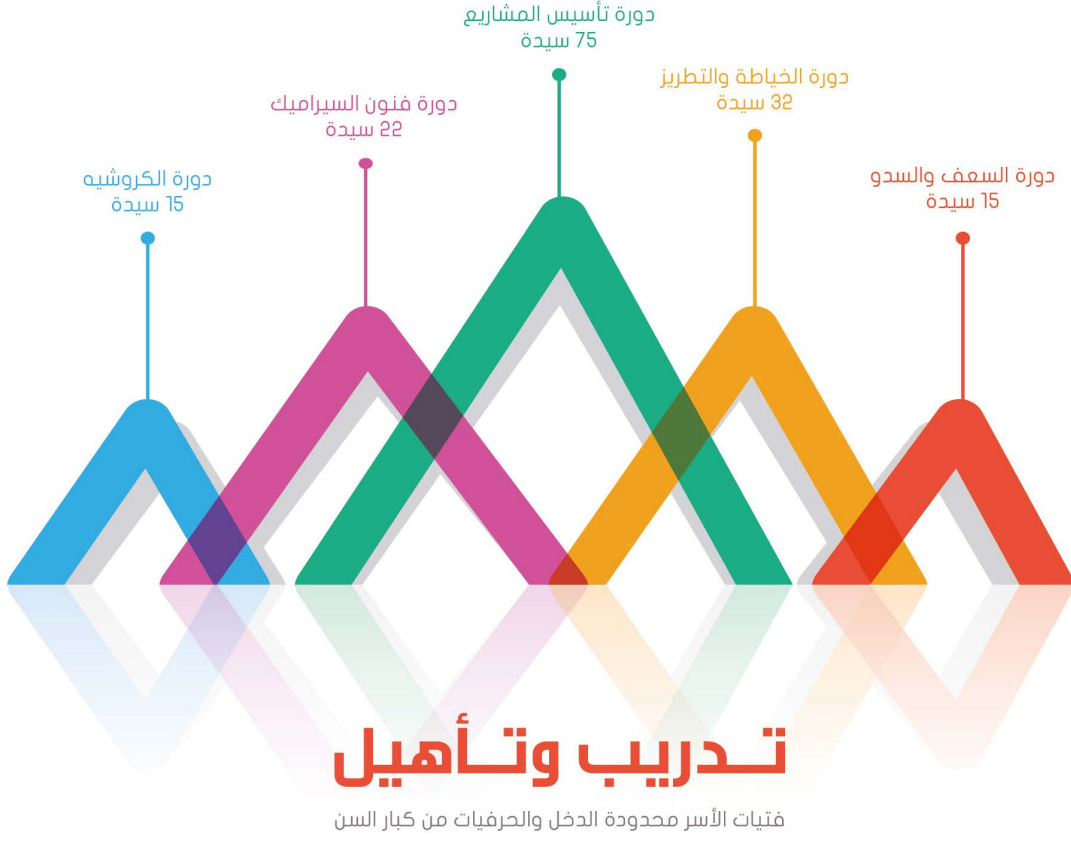 دورة تأسيس المشاريع
75 سيدة
دورة الخياطة والتطريز
32 سيدة
دورة فنون السيراميك
22 سيدة
دورة السعف والسدو
15 سيدة
دورة الكروشيه
15 سيدة
تـدريب وتـأهيل
فتيات الأسر محدودة الدخل والحرفيات من كبار السن